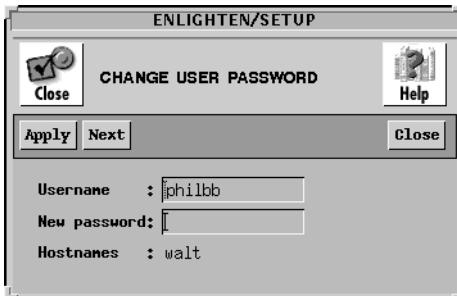 ENLIGHTEN/SETUP
Close
CHANGE USER PASSWORD
Help
Apply Next Close
Username : philbb
New password:
Hostnames : walt